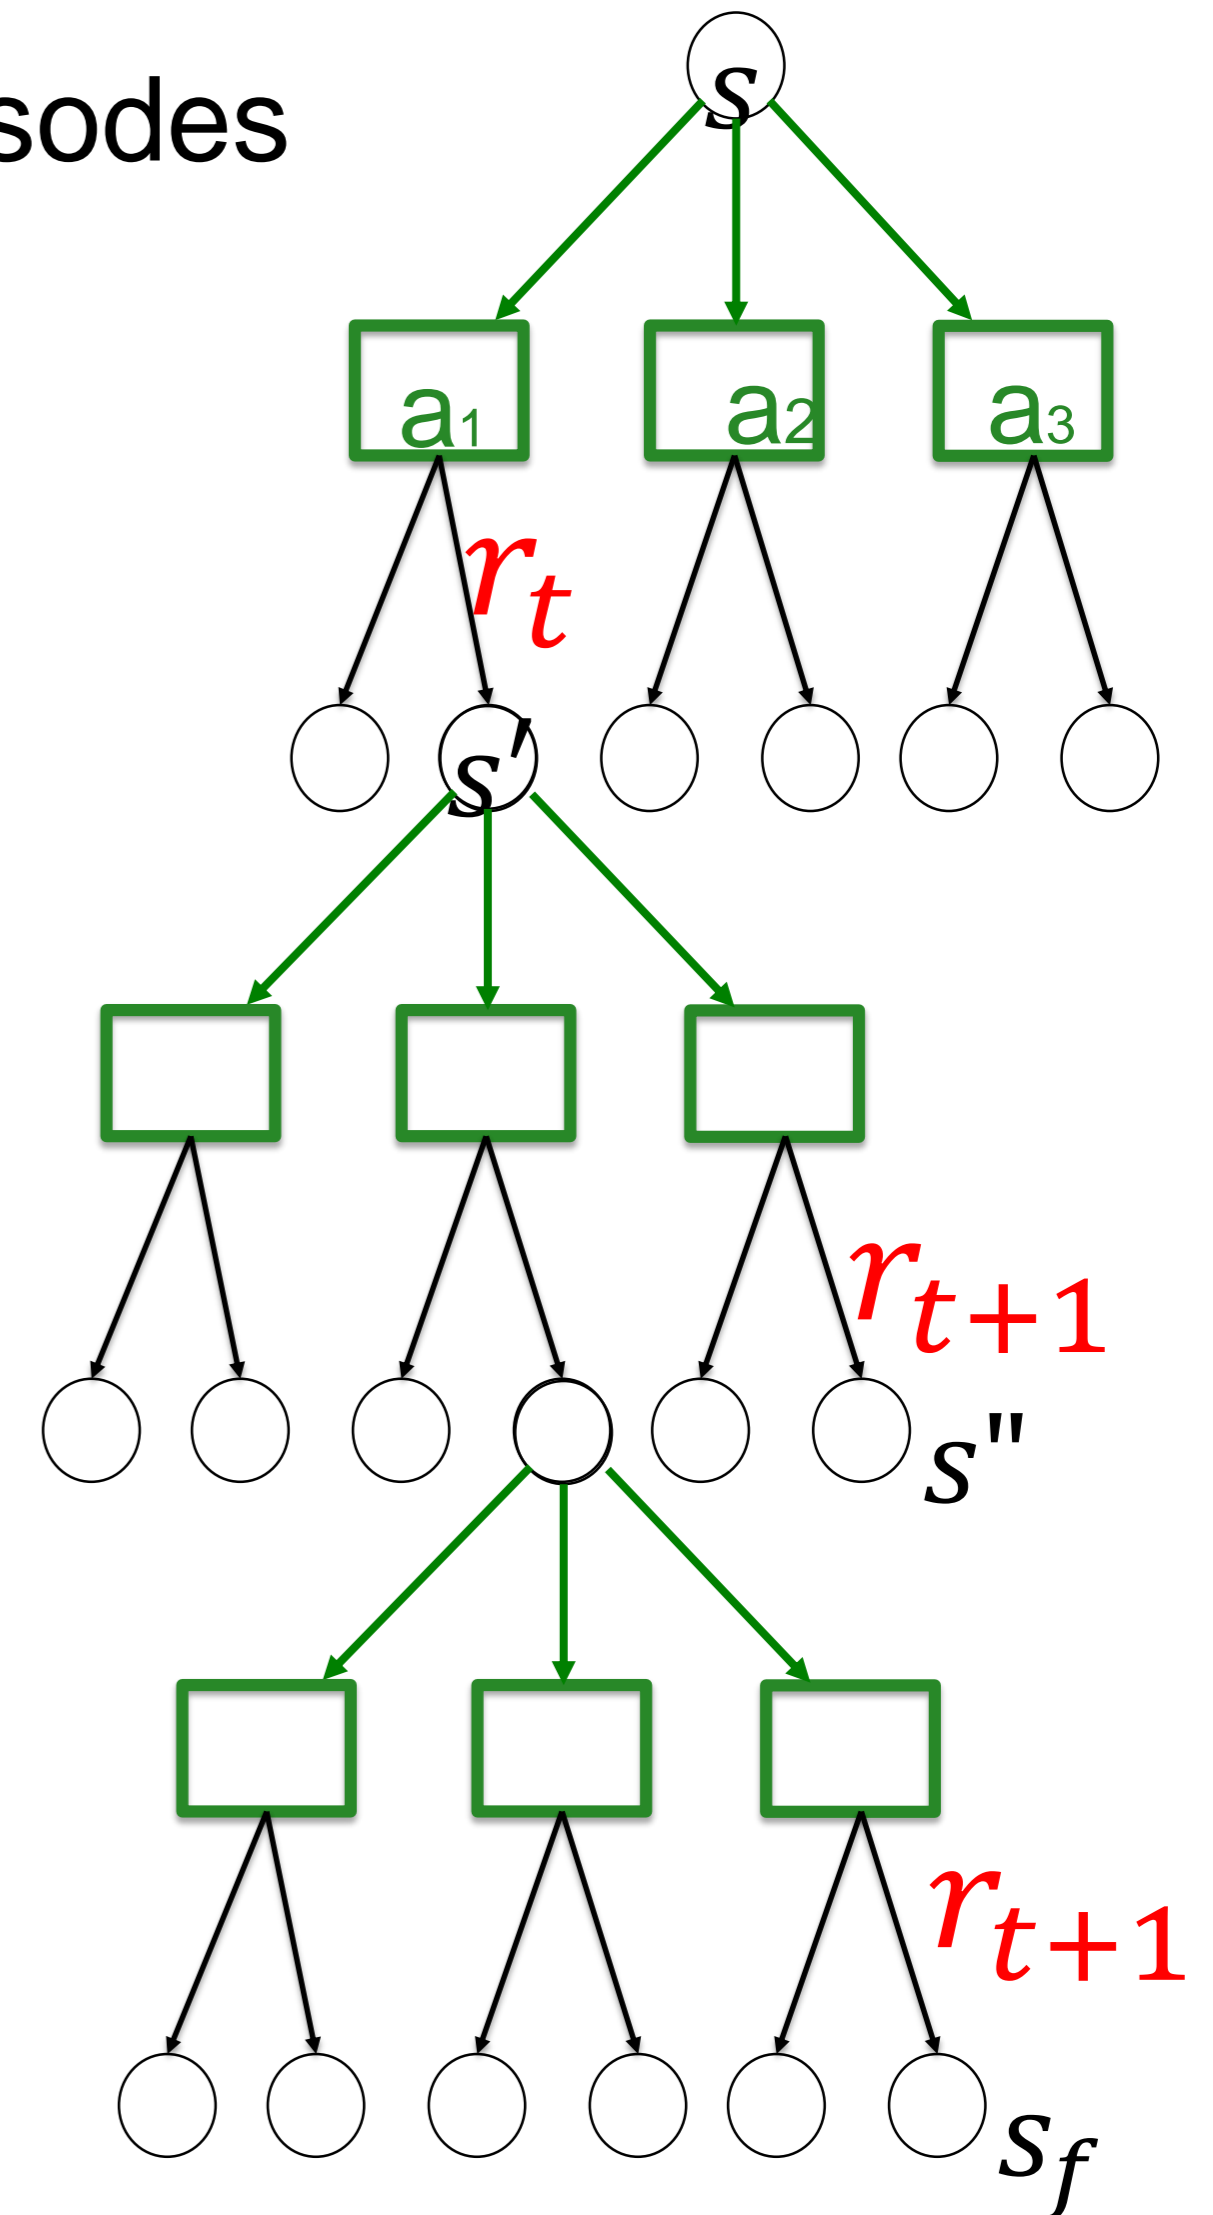 s
sodes
a1 a2 a3
r_t
s'
r_{t+1}
s"
r_{t+1}
s_f